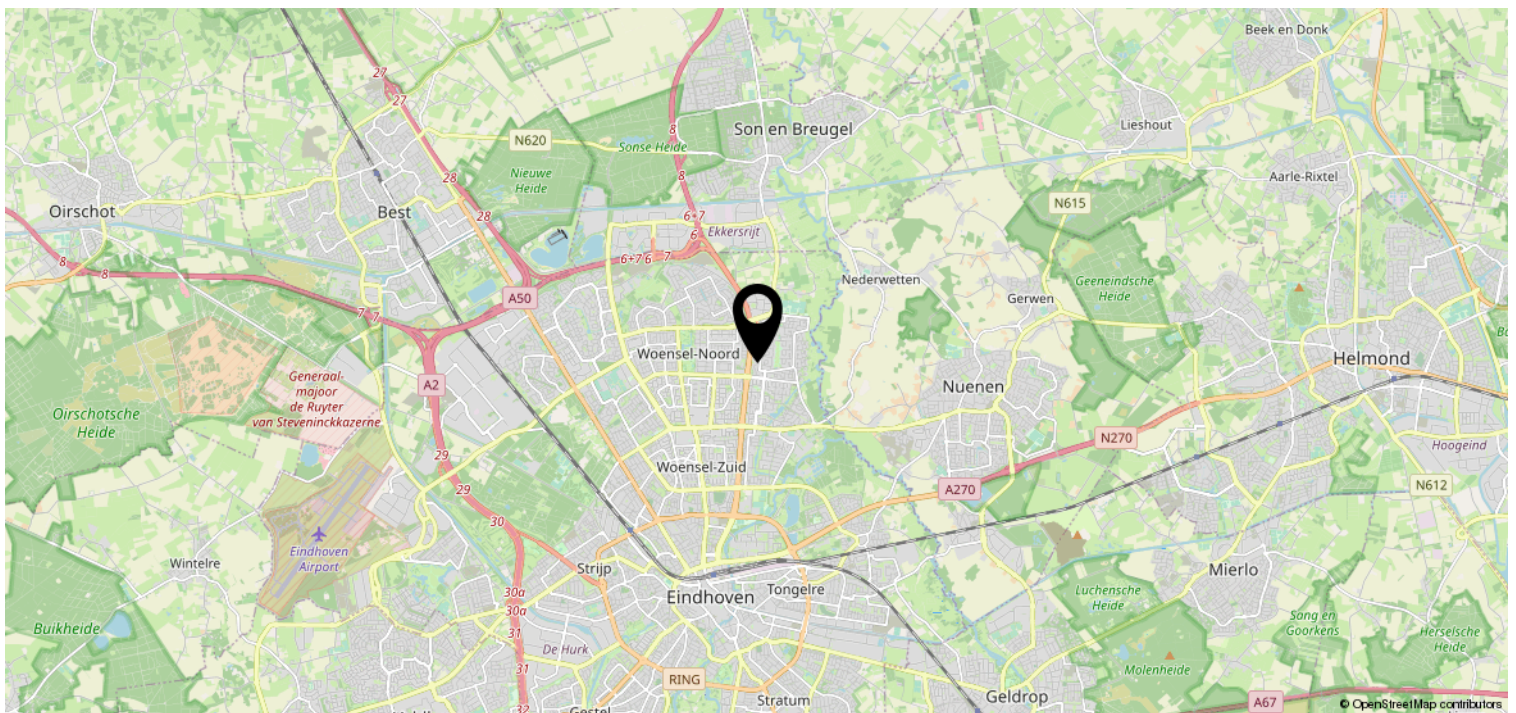 Beek en Donk
27
27
8
Son en Breugel
Lieshout
N620
Sonse Heide
Nieuwe
Heide
8
28
Aarle-Rixtel
N615
Oirschot
Best
28
6+7
6
Ekkersrijt
6+7 6
7
8
8
Nederwetten
Geeneindsche
Heide
Gerwen
A50
7
7
Woensel-Noord
Helmond
Generaal-
majoor
de Ruyter
van Steveninckkazerne
A2
Nuenen
Oirschotsche
Heide
N270
Hoogeind
29
Woensel-Zuid
29
A270
N612
30
Eindhoven
Airport
Wintelre
Strijp
Mierlo
30a
Eindhoven
Tongelre
Luchensche
Heide
30a
Sang en
Goorkens
Buikheide
31
Herselsche
Heide
De Hurk
31
Molenheide
RING
Stratum
Geldrop
A67
32
Gestel
© OpenStreetMap contributors